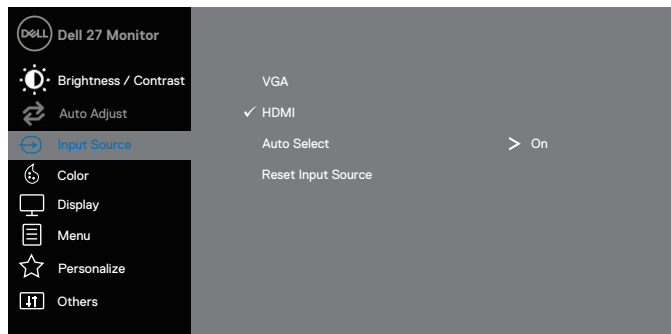 DELL Dell 27 Monitor
Brightness / Contrast
Auto Adjust
Input Source
Color
Display
Menu
Personalize
Others
VGA
HDMI
Auto Select > On
Reset Input Source